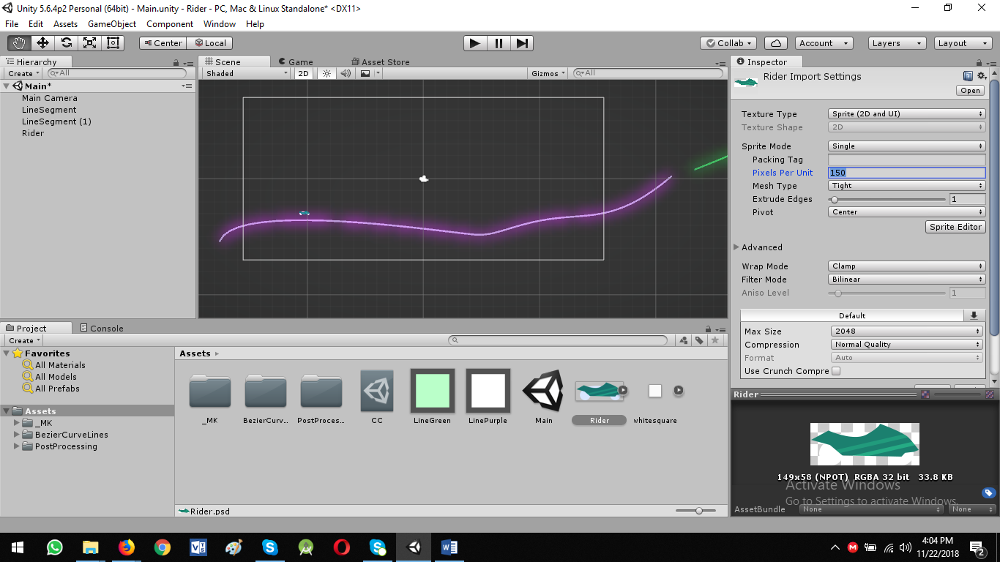 Unity 5.6.4p2 Personal (64bit) - Main.unity - Rider - PC, Mac & Linux Standalone* <DX11>
File Edit Assets GameObject Component Window Help
Center Local Collab Account Layers Layout
Hierarchy
Create All
Main*
Main Camera
LineSegment
LineSegment (1)
Rider
Scene Game Asset Store
Shaded 2D Gizmos All
Inspector
Rider Import Settings
Open
Texture Type Sprite (2D and UI)
Texture Shape 2D
Sprite Mode Single
Packing Tag
Pixels Per Unit 150
Mesh Type Tight
Extrude Edges 1
Pivot Center
Sprite Editor
Advanced
Wrap Mode Clamp
Filter Mode Bilinear
Aniso Level 1
Default
Max Size 2048
Compression Normal Quality
Format Auto
Use Crunch Compre
Project Console
Create
Favorites
All Materials
All Models
All Prefabs
Assets
_MK
BezierCurveLines
PostProcessing
Assets
_MK BezierCurv... PostProces... CC LineGreen LinePurple Main Rider whitesquare
Rider.psd
Rider
149x58 (NPOT) RGBA 32 bit 33.8 KB
Activate Windows
Go to Settings to activate Windows.
AssetBundle None None
4:04 PM
11/22/2018
2